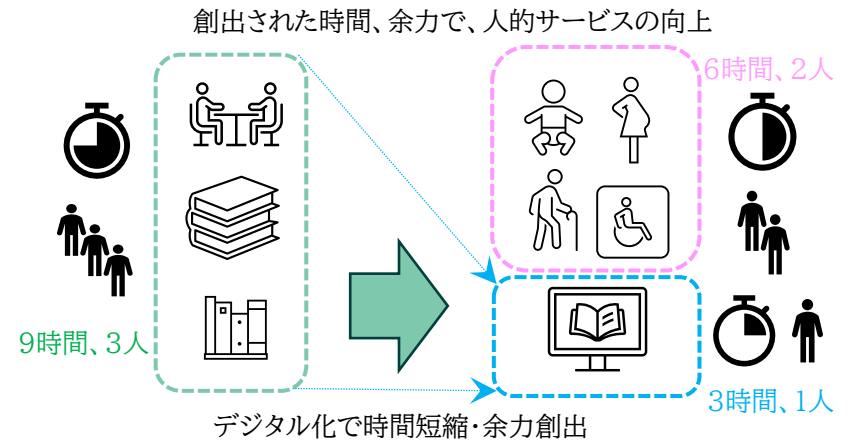 創出された時間、余力で、人的サービスの向上
6時間、2人
9時間、3人
3時間、1人
デジタル化で時間短縮・余力創出